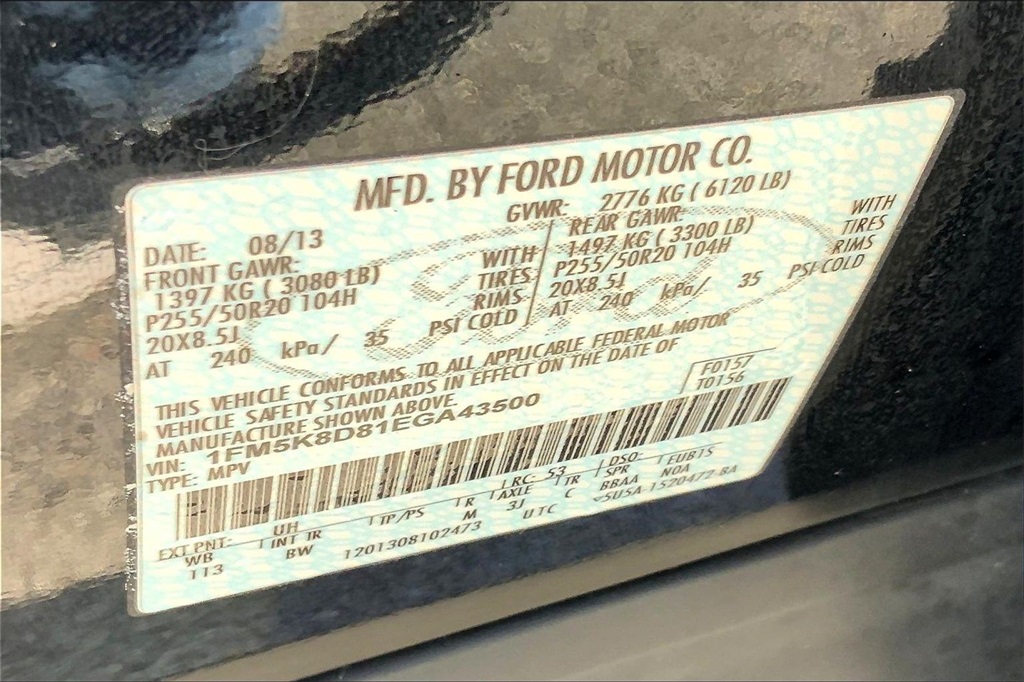 MFD. BY FORD MOTOR CO.
DATE: 08/13 GVWR: 2776 KG ( 6120 LB)
FRONT GAWR: REAR GAWR:
1397 KG ( 3080 LB) WITH 1497 KG ( 3300 LB) WITH
P255/50R20 104H TIRES P255/50R20 104H TIRES
20X8.5J RIMS 20X8.5J RIMS
AT 240 kPa/ 35 PSI COLD AT 240 kPa/ 35 PSI COLD
THIS VEHICLE CONFORMS TO ALL APPLICABLE FEDERAL MOTOR
VEHICLE SAFETY STANDARDS IN EFFECT ON THE DATE OF
MANUFACTURE SHOWN ABOVE.
VIN: 1FM5K8D81EGA43500 F0157
TYPE: MPV T0156
EXT PNT: UH RC: 53 DSO: FUB1S
WB INT TR TP/PS R AXLE TR SPR NOA
113 BW M 3J C BBAA
1201308102473 UTC 5U5A-1520472-BA
Ford